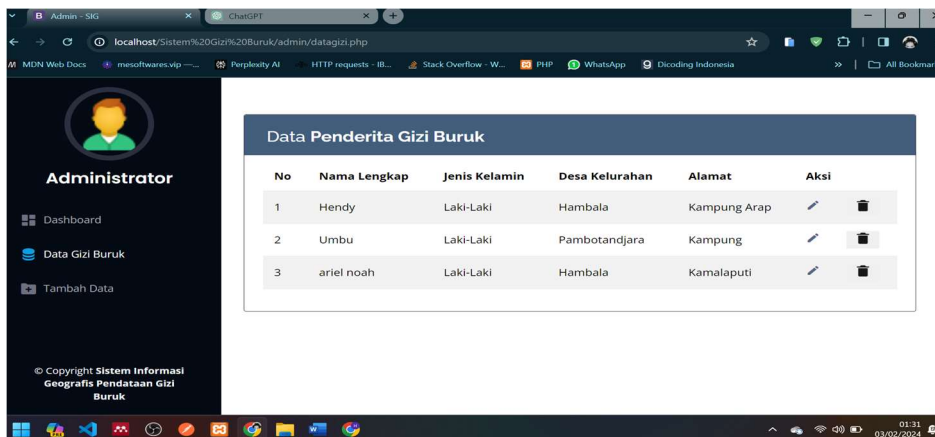 Admin - SIG
ChatGPT
localhost/Sistem%20Gizi%20Buruk/admin/datagizi.php
MDN Web Docs mesoftwares.vip —... Perplexity AI HTTP requests - IB... Stack Overflow - W... PHP WhatsApp Dicoding Indonesia » All Bookmar
Administrator
Dashboard
Data Gizi Buruk
Tambah Data
© Copyright Sistem Informasi
Geografis Pendataan Gizi
Buruk
Data Penderita Gizi Buruk
No Nama Lengkap Jenis Kelamin Desa Kelurahan Alamat Aksi
1 Hendy Laki-Laki Hambala Kampung Arap
2 Umbu Laki-Laki Pambotandjara Kampung
3 ariel noah Laki-Laki Hambala Kamalaputi
01:31
03/02/2024